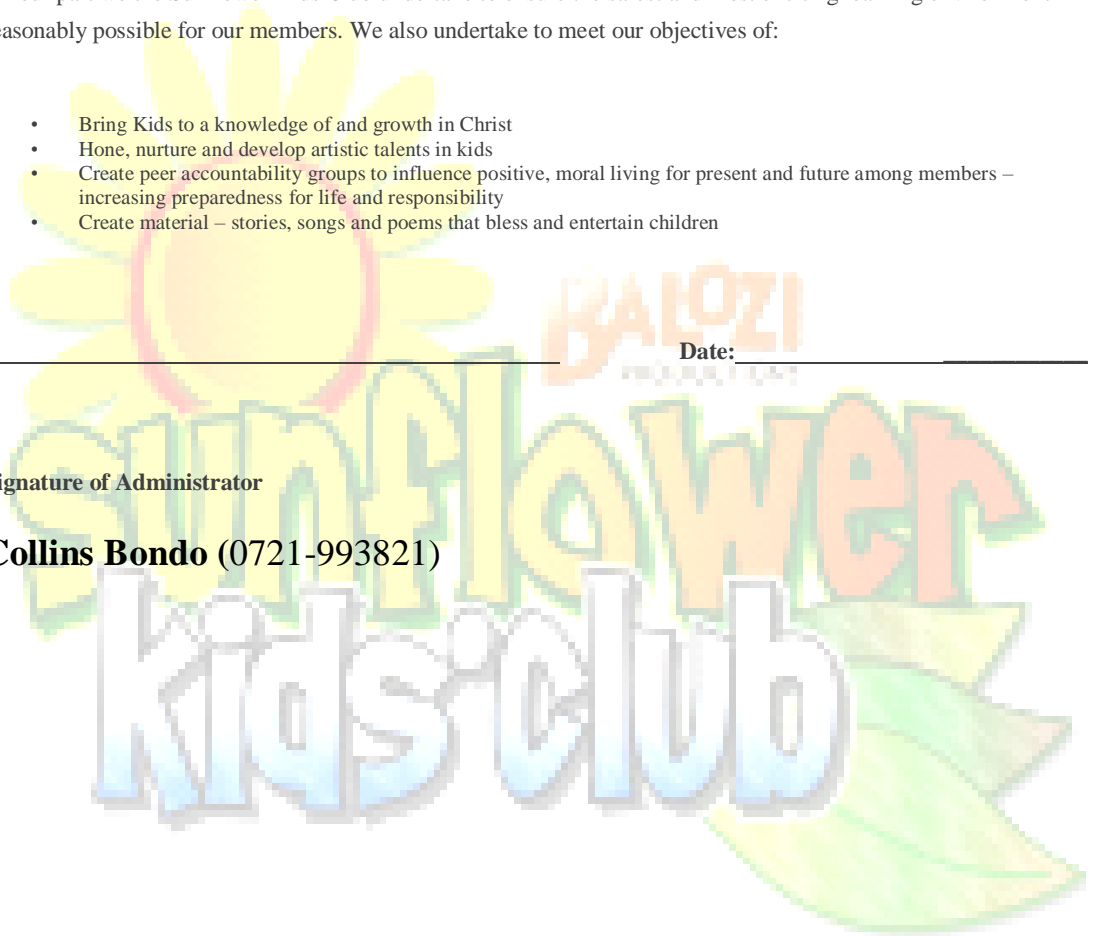 easonably possible for our members. We also undertake to meet our objectives of:
• Bring Kids to a knowledge of and growth in Christ
• Hone, nurture and develop artistic talents in kids
• Create peer accountability groups to influence positive, moral living for present and future among members –
increasing preparedness for life and responsibility
• Create material – stories, songs and poems that bless and entertain children
BALOZI
Date:
sunflower
ignature of Administrator
Collins Bondo (0721-993821)
kids'club